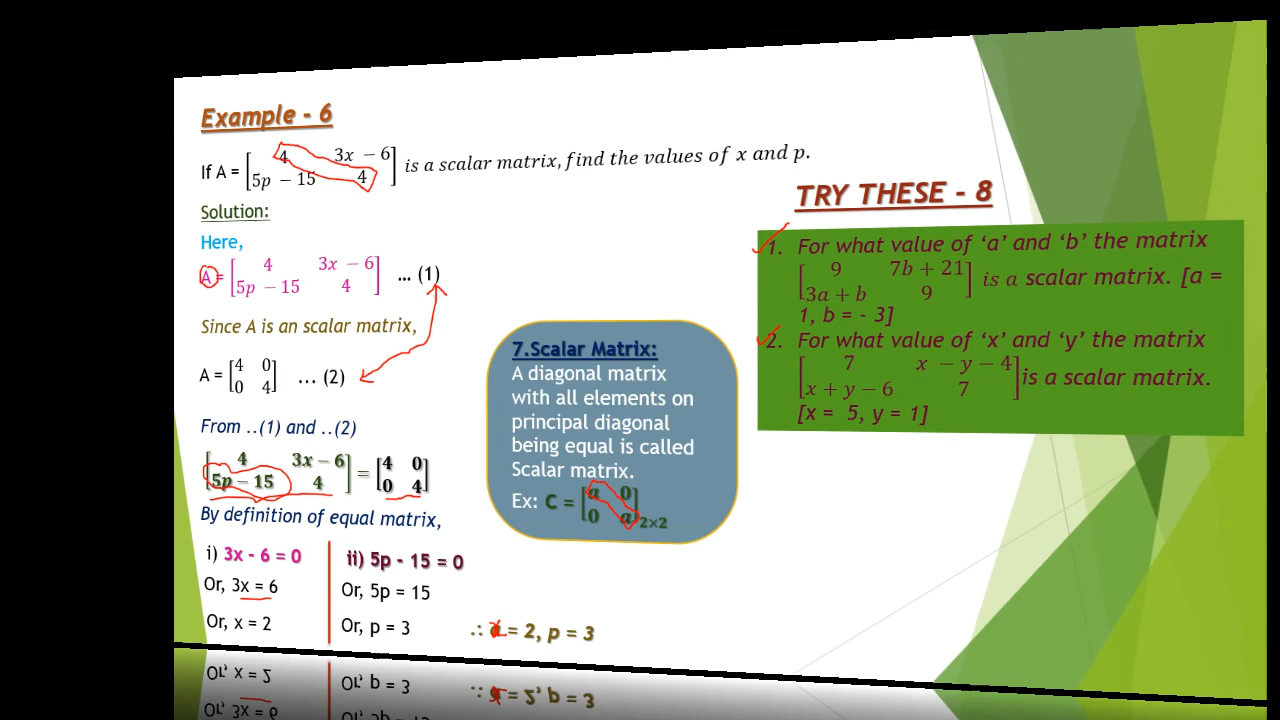 Example - 6
If A = [4 3x − 6
5p − 15 4] is a scalar matrix, find the values of x and p.
Solution:
Here,
A = [4 3x − 6
5p − 15 4] ... (1)
Since A is an scalar matrix,
A = [4 0
0 4] ... (2)
From ..(1) and ..(2)
[4 3x − 6
5p − 15 4] = [4 0
0 4]
By definition of equal matrix,
i) 3x - 6 = 0
Or, 3x = 6
Or, x = 2
ii) 5p - 15 = 0
Or, 5p = 15
Or, p = 3
∴ x = 2, p = 3
7.Scalar Matrix:
A diagonal matrix
with all elements on
principal diagonal
being equal is called
Scalar matrix.
Ex: C = [a 0
0 a]2×2
TRY THESE - 8
1. For what value of ‘a’ and ‘b’ the matrix
[9 7b + 21
3a + b 9] is a scalar matrix. [a =
1, b = - 3]
2. For what value of ‘x’ and ‘y’ the matrix
[7 x − y − 4
x + y − 6 7] is a scalar matrix.
[x = 5, y = 1]